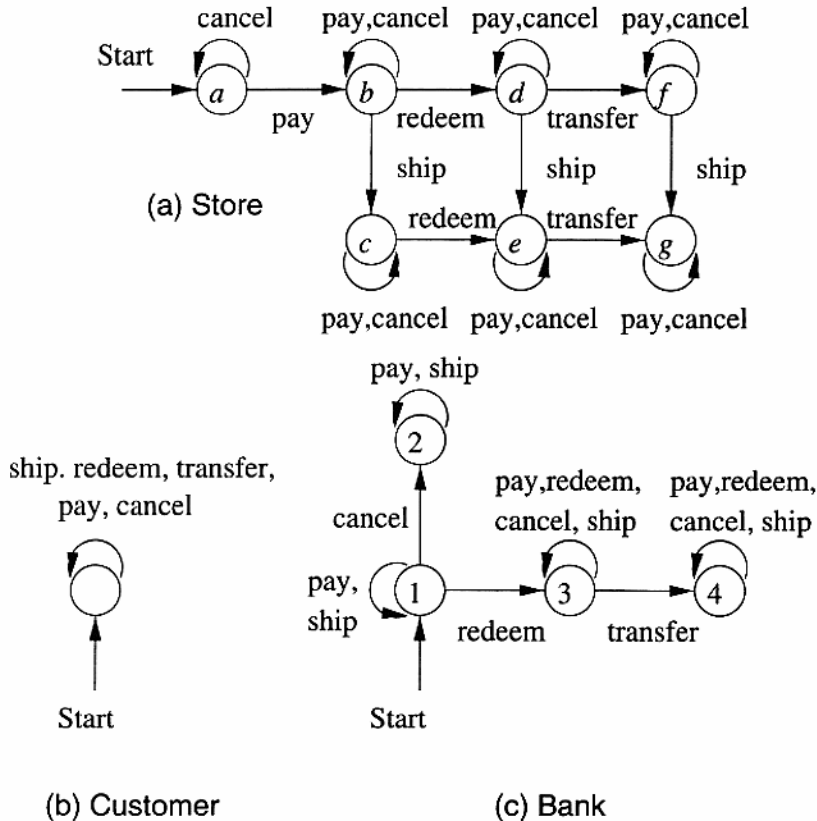 cancel
pay,cancel
pay,cancel
pay,cancel
Start
a
b
d
f
pay
redeem
transfer
ship
ship
ship
(a) Store
redeem
transfer
c
e
g
pay,cancel
pay,cancel
pay,cancel
pay, ship
2
ship. redeem, transfer,
pay, cancel
pay,redeem,
cancel, ship
pay,redeem,
cancel, ship
cancel
pay,
ship
1
3
4
redeem
transfer
Start
Start
(b) Customer
(c) Bank